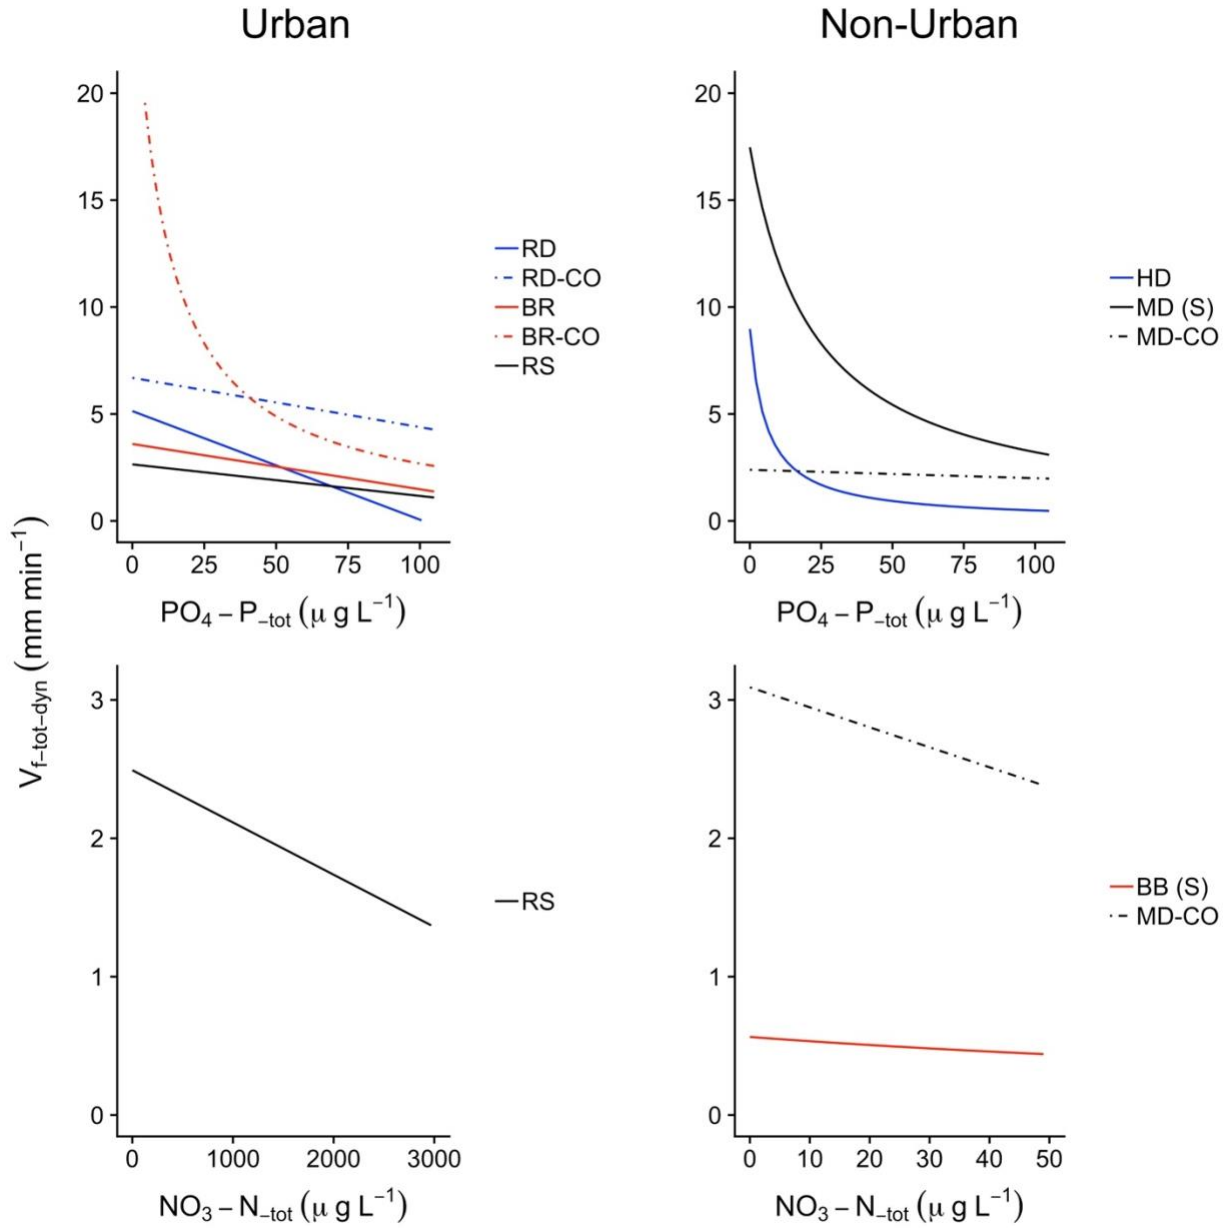 Urban
Non-Urban
V f−tot−dyn (mm min−1)
20
15
10
5
0
0 25 50 75 100
PO4 − P−tot (μ g L−1)
RD
RD-CO
BR
BR-CO
RS
20
15
10
5
0
0 25 50 75 100
PO4 − P−tot (μ g L−1)
HD
MD (S)
MD-CO
3
2
1
0
0 1000 2000 3000
NO3 − N−tot (μ g L−1)
RS
3
2
1
0
0 10 20 30 40 50
NO3 − N−tot (μ g L−1)
BB (S)
MD-CO